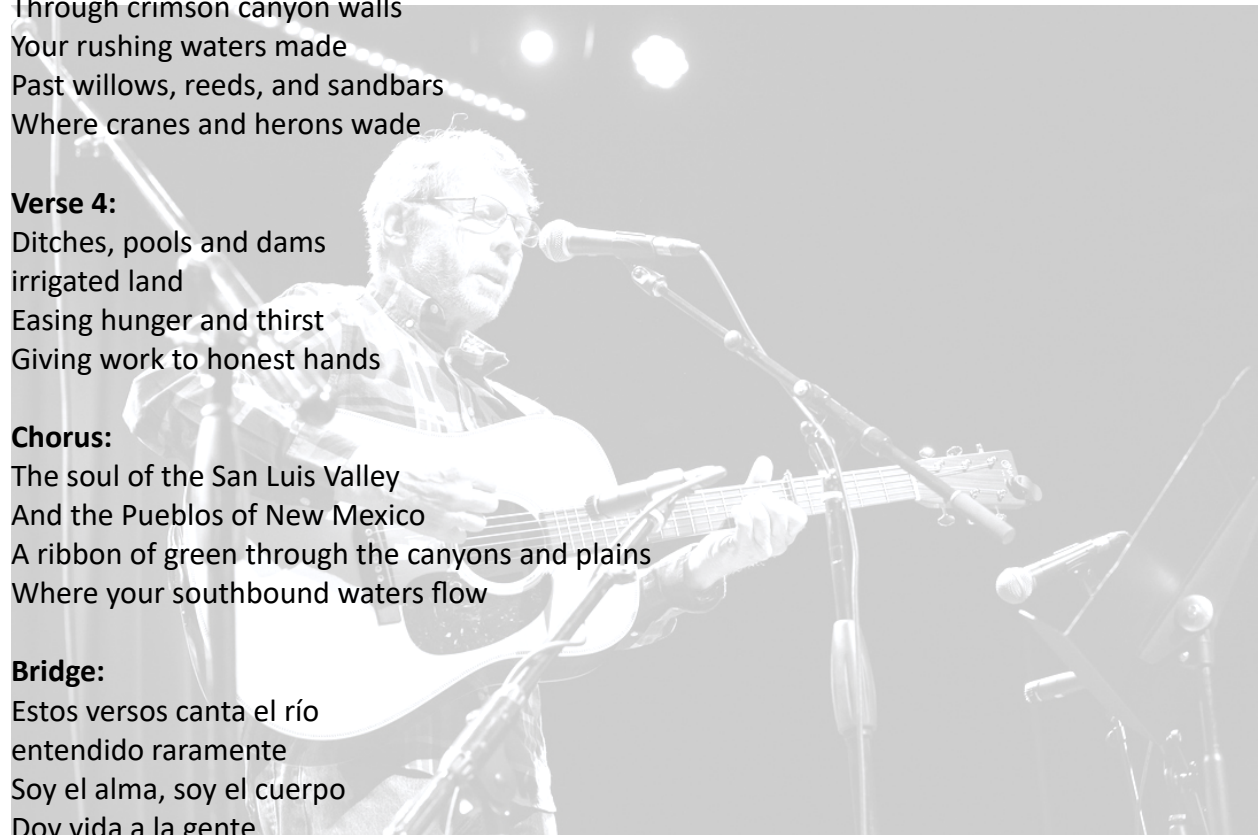 Through crimson canyon walls
Your rushing waters made
Past willows, reeds, and sandbars
Where cranes and herons wade
Verse 4:
Ditches, pools and dams
irrigated land
Easing hunger and thirst
Giving work to honest hands
Chorus:
The soul of the San Luis Valley
And the Pueblos of New Mexico
A ribbon of green through the canyons and plains
Where your southbound waters flow
Bridge:
Estos versos canta el río
entendido raramente
Soy el alma, soy el cuerpo
Doy vida a la gente